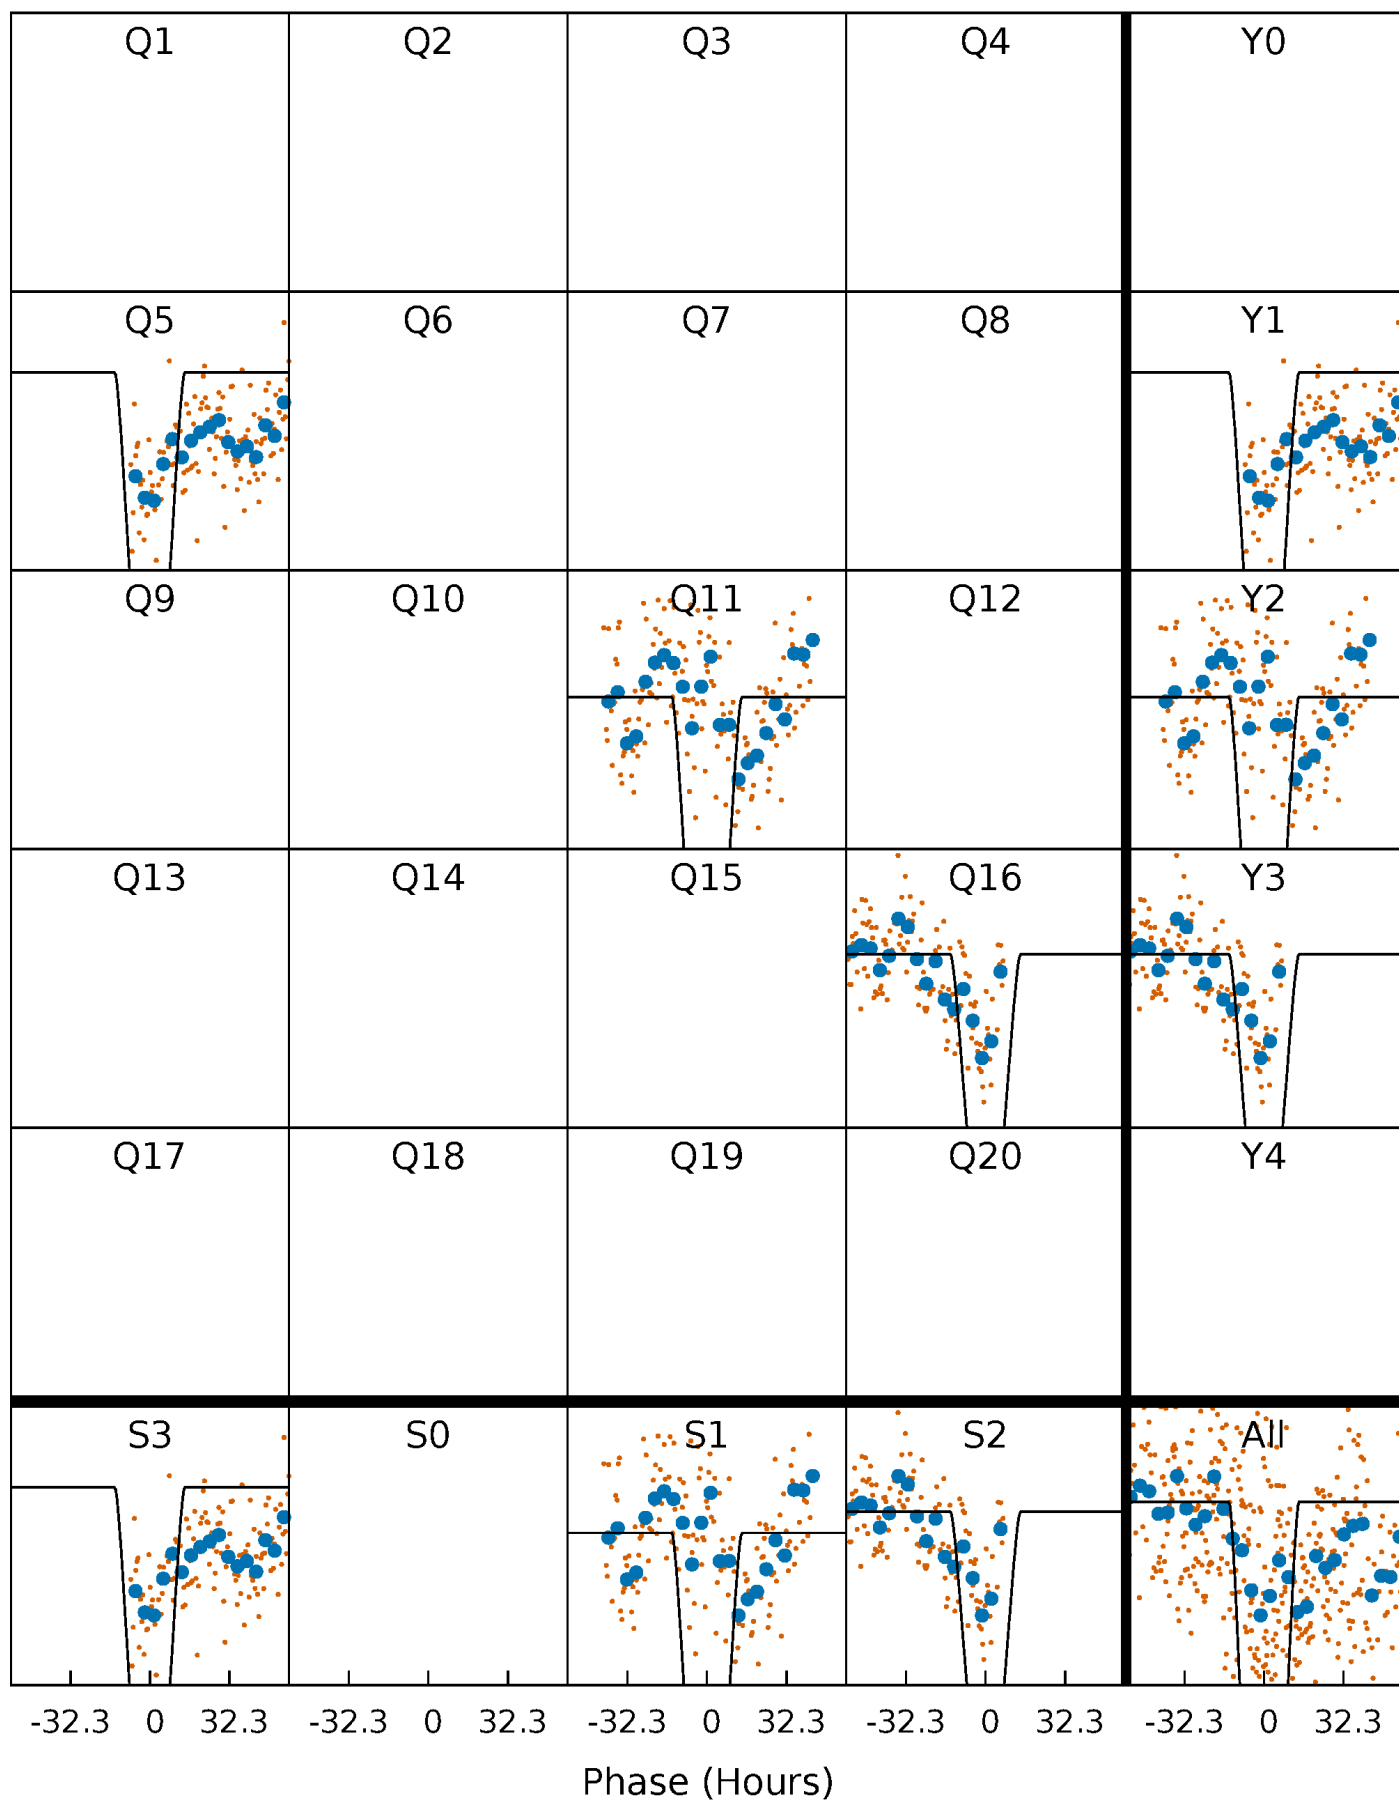 Q1 Q2 Q3 Q4 Y0
Q5 Q6 Q7 Q8 Y1
Q9 Q10 Q11 Q12 Y2
Q13 Q14 Q15 Q16 Y3
Q17 Q18 Q19 Q20 Y4
S3 S0 S1 S2 All
-32.3 0 32.3 -32.3 0 32.3 -32.3 0 32.3 -32.3 0 32.3 -32.3 0 32.3
Phase (Hours)